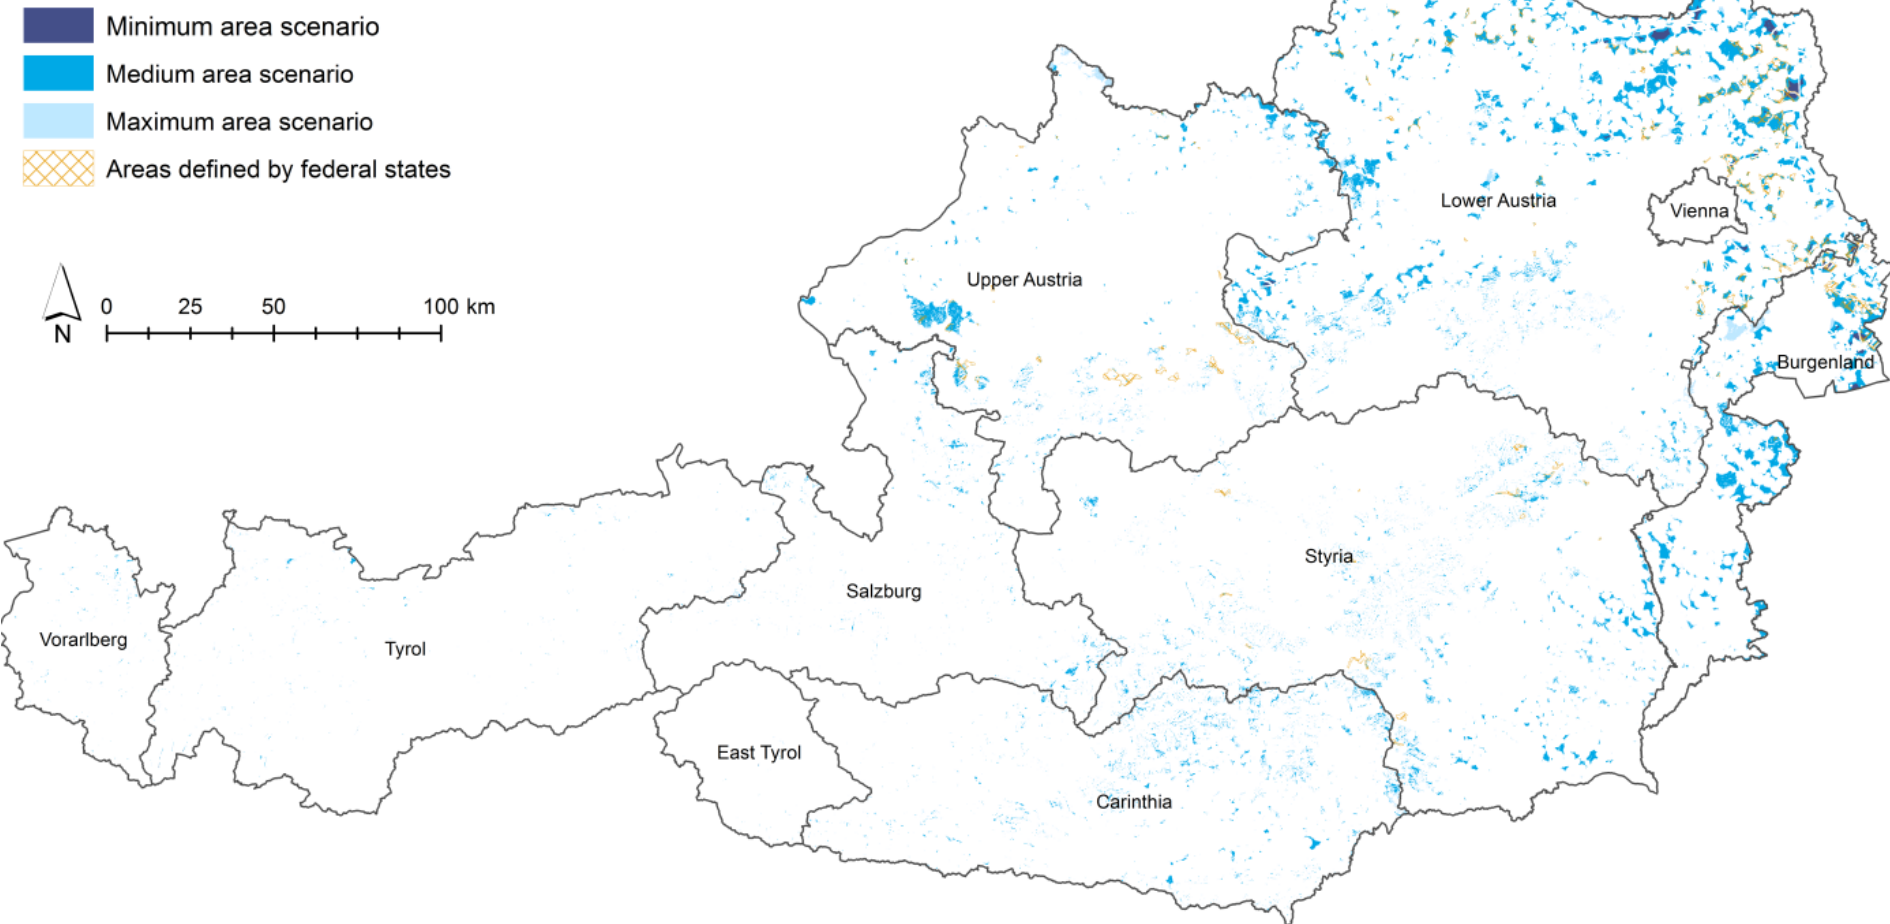 Minimum area scenario
Medium area scenario
Maximum area scenario
Areas defined by federal states
0 25 50 100 km
N
Lower Austria
Vienna
Upper Austria
Burgenland
Styria
Salzburg
Vorarlberg
Tyrol
East Tyrol
Carinthia